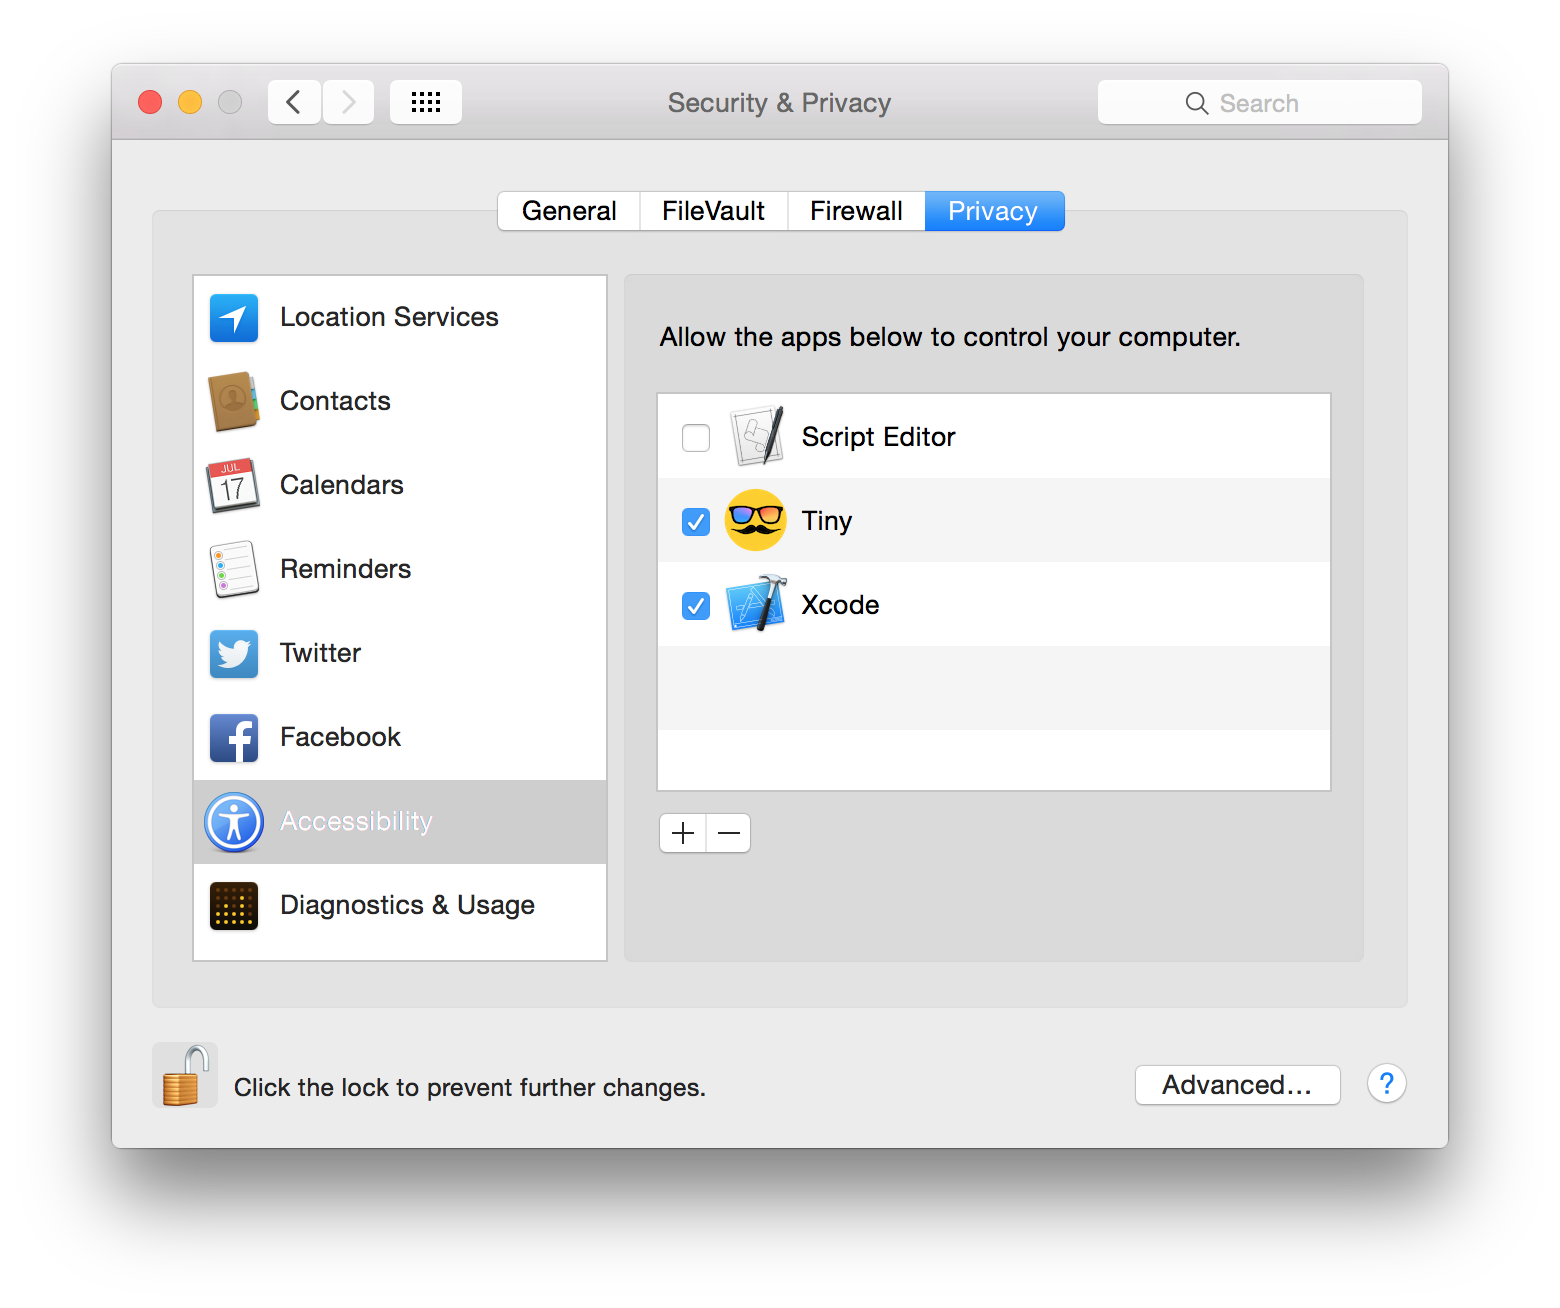 Security & Privacy
Search
General
FileVault
Firewall
Privacy
Location Services
Contacts
JUL
17
Calendars
Reminders
Twitter
Facebook
Accessibility
Diagnostics & Usage
Allow the apps below to control your computer.
Script Editor
Tiny
Xcode
Click the lock to prevent further changes.
Advanced...
?